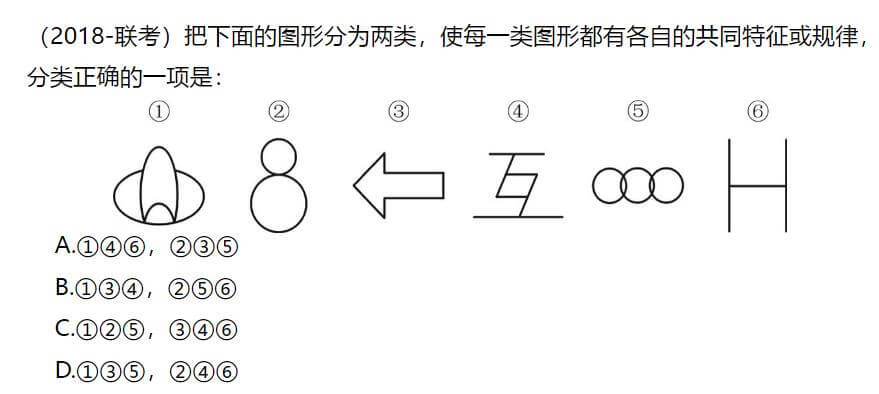 （2018-联考）把下面的图形分为两类，使每一类图形都有各自的共同特征或规律，
分类正确的一项是：
① ② ③ ④ ⑤ ⑥
A.①④⑥，②③⑤
B.①③④，②⑤⑥
C.①②⑤，③④⑥
D.①③⑤，②④⑥